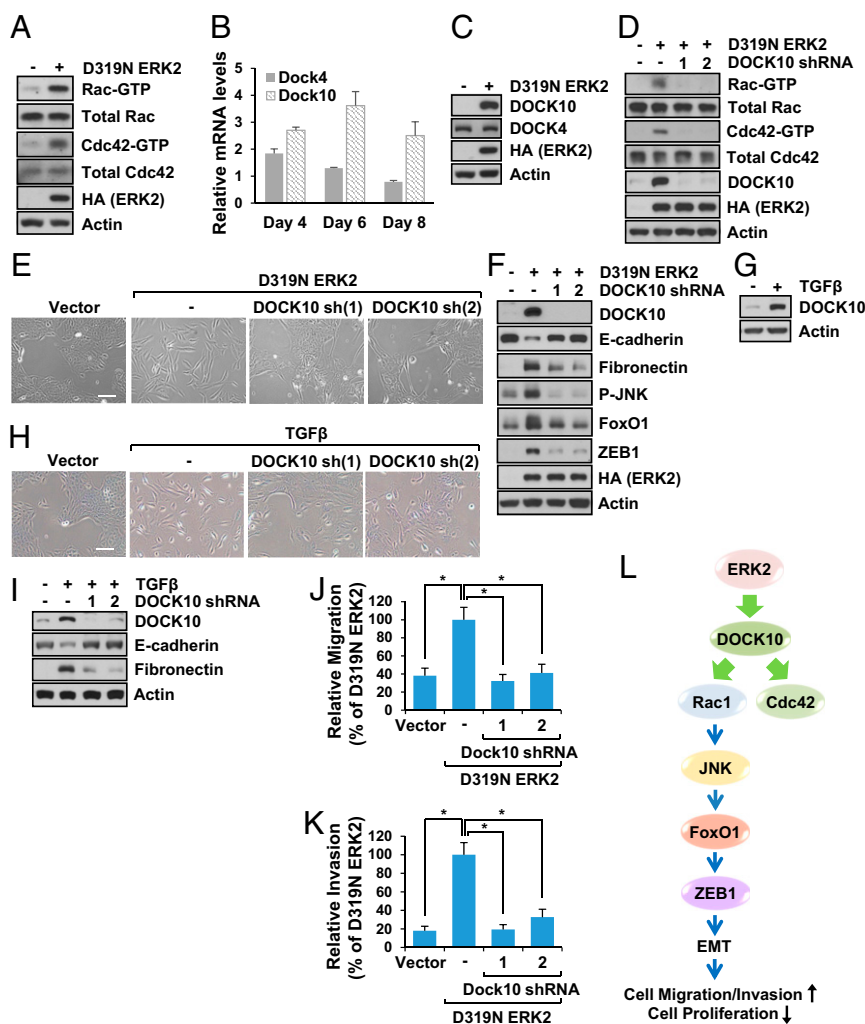 A
- + D319N ERK2
Rac-GTP
Total Rac
Cdc42-GTP
Total Cdc42
HA (ERK2)
Actin
B
Relative mRNA levels
5
4
3
2
1
0
Dock4
Dock10
Day 4 Day 6 Day 8
C
- + D319N ERK2
DOCK10
DOCK4
HA (ERK2)
Actin
D
- + + + D319N ERK2
- - 1 2 DOCK10 shRNA
Rac-GTP
Total Rac
Cdc42-GTP
Total Cdc42
DOCK10
HA (ERK2)
Actin
E
D319N ERK2
Vector - DOCK10 sh(1) DOCK10 sh(2)
F
- + + + D319N ERK2
- - 1 2 DOCK10 shRNA
DOCK10
E-cadherin
Fibronectin
P-JNK
FoxO1
ZEB1
HA (ERK2)
Actin
G
- + TGFβ
DOCK10
Actin
H
TGFβ
Vector - DOCK10 sh(1) DOCK10 sh(2)
I
- + + + TGFβ
- - 1 2 DOCK10 shRNA
DOCK10
E-cadherin
Fibronectin
Actin
J
Relative Migration
(% of D319N ERK2)
120
100
80
60
40
20
0
* * *
Vector - 1 2
Dock10 shRNA
D319N ERK2
K
Relative Invasion
(% of D319N ERK2)
120
100
80
60
40
20
0
* * *
Vector - 1 2
Dock10 shRNA
D319N ERK2
L
ERK2
DOCK10
Rac1 Cdc42
JNK
FoxO1
ZEB1
EMT
Cell Migration/Invasion ↑
Cell Proliferation ↓